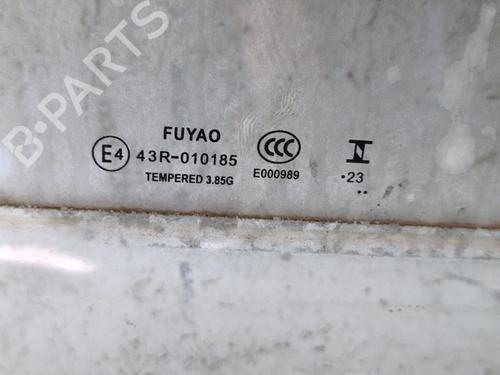 B-PARTS
FUYAO
E4 43R-010185
TEMPERED 3.85G
CCC
E000989
N
·23
··